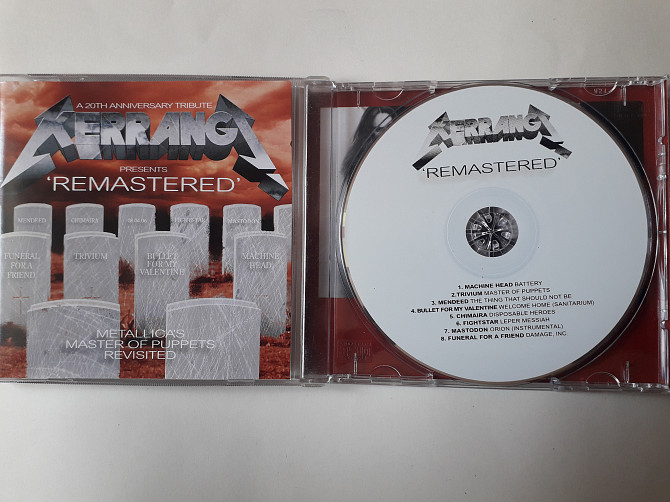 A 20TH ANNIVERSARY TRIBUTE
KERRANG!
PRESENTS
'REMASTERED'
MENDEED
CHIMAIRA
FIGHTSTAR
MASTODON
FUNERAL
FOR A
FRIEND
TRIVIUM
BULLET
FOR MY
VALENTINE
MACHINE
HEAD
METALLICA'S
MASTER OF PUPPETS
REVISITED
KERRANG!
'REMASTERED'
1. MACHINE HEAD BATTERY
2. TRIVIUM MASTER OF PUPPETS
3. MENDEED THE THING THAT SHOULD NOT BE
4. BULLET FOR MY VALENTINE WELCOME HOME (SANITARIUM)
5. CHIMAIRA DISPOSABLE HEROES
6. FIGHTSTAR LEPER MESSIAH
7. MASTODON ORION (INSTRUMENTAL)
8. FUNERAL FOR A FRIEND DAMAGE, INC.